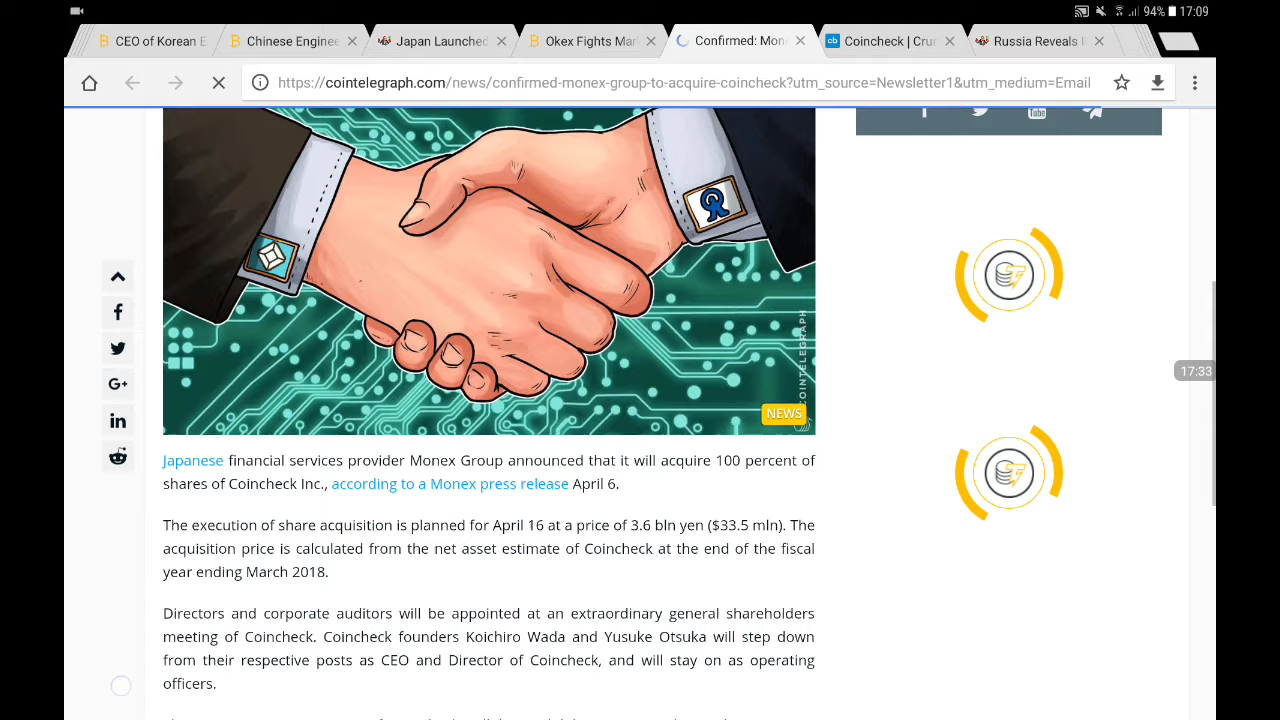 94% 17:09
CEO of Korean E
Chinese Enginee
Japan Launched
Okex Fights Mar
Confirmed: Mon
cb Coincheck | Crun
Russia Reveals I
https://cointelegraph.com/news/confirmed-monex-group-to-acquire-coincheck?utm_source=Newsletter1&utm_medium=Email
You Tube
COINTELEGRAPH
NEWS
17:33
G+
in
Japanese financial services provider Monex Group announced that it will acquire 100 percent of
shares of Coincheck Inc., according to a Monex press release April 6.
The execution of share acquisition is planned for April 16 at a price of 3.6 bln yen ($33.5 mln). The
acquisition price is calculated from the net asset estimate of Coincheck at the end of the fiscal
year ending March 2018.
Directors and corporate auditors will be appointed at an extraordinary general shareholders
meeting of Coincheck. Coincheck founders Koichiro Wada and Yusuke Otsuka will step down
from their respective posts as CEO and Director of Coincheck, and will stay on as operating
officers.